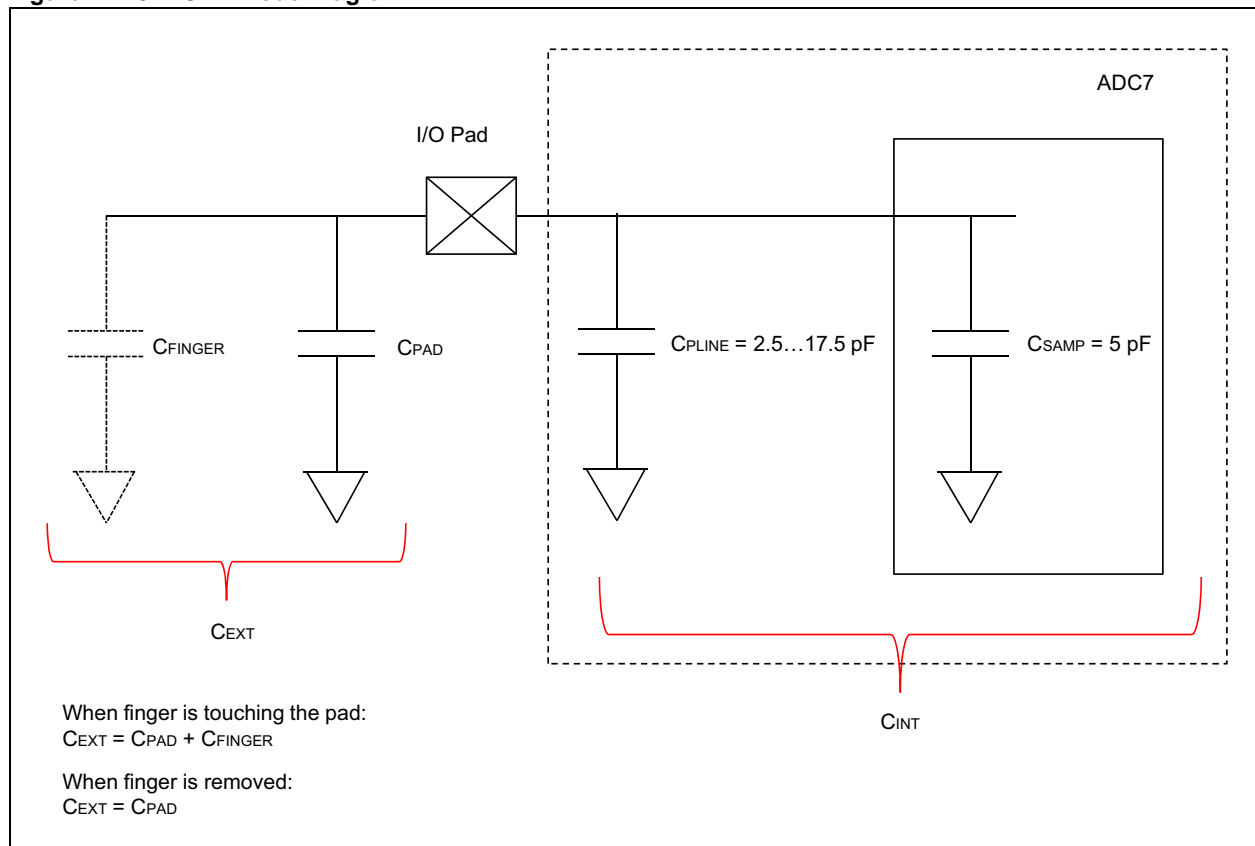 ADC7
I/O Pad
CFINGER
CPAD
CPLINE = 2.5…17.5 pF
CSAMP = 5 pF
CEXT
CINT
When finger is touching the pad:
CEXT = CPAD + CFINGER
When finger is removed:
CEXT = CPAD